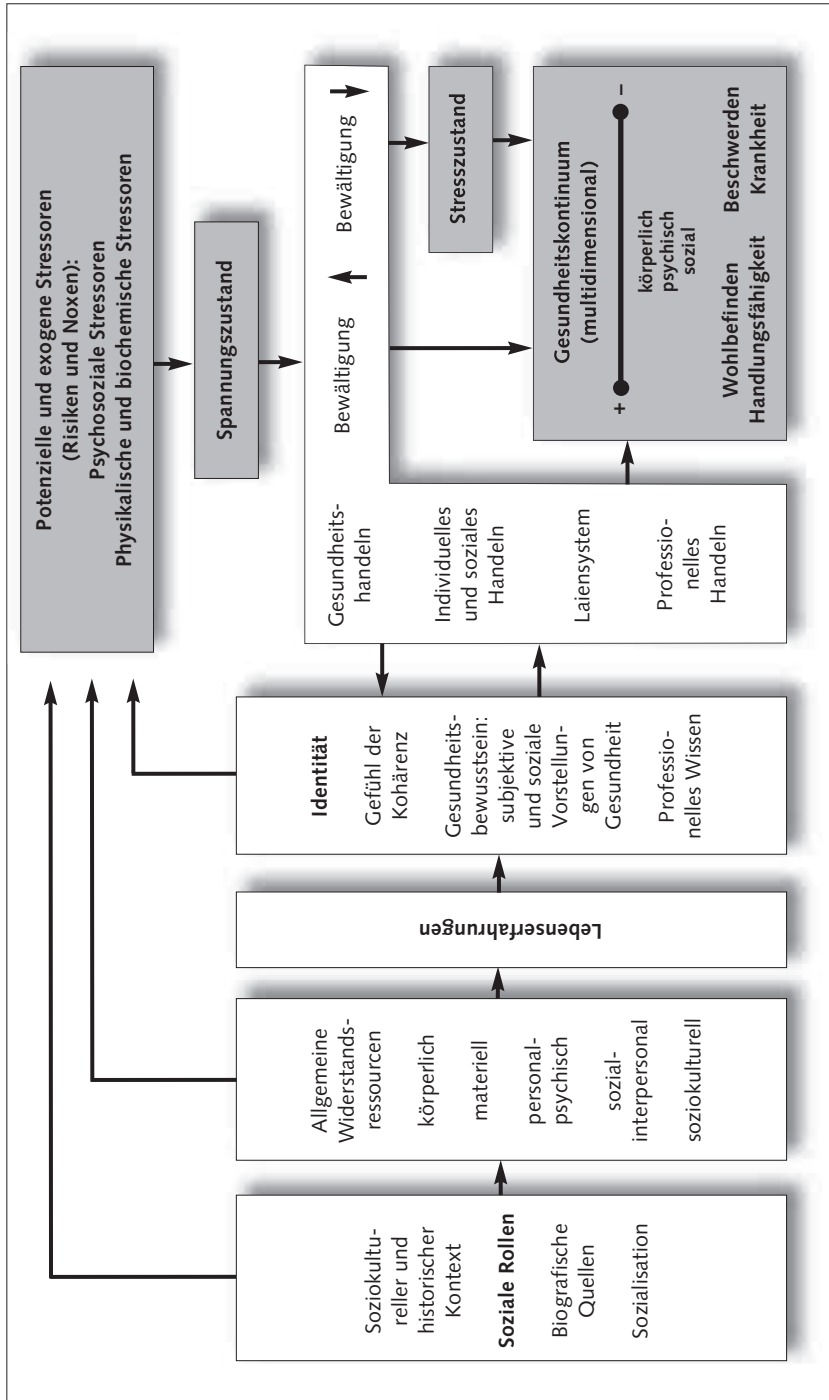 Potenzielle und exogene Stressoren
(Risiken und Noxen):
Psychosoziale Stressoren
Physikalische und biochemische Stressoren
Spannungszustand
Soziokultu-
reller und
historischer
Kontext
Soziale Rollen
Biografische
Quellen
Sozialisation
Allgemeine
Widerstands-
ressourcen
körperlich
materiell
personal-
psychisch
sozial-
interpersonal
soziokulturell
Lebenserfahrungen
Identität
Gefühl der
Kohärenz
Gesundheits-
bewusstsein:
subjektive
und soziale
Vorstellun-
gen von
Gesundheit
Professio-
nelles Wissen
Gesundheits-
handeln
Individuelles
und soziales
Handeln
Laiensystem
Professio-
nelles
Handeln
Bewältigung
Bewältigung
Stresszustand
Gesundheitskontinuum
(multidimensional)
+ –
körperlich
psychisch
sozial
Wohlbefinden Beschwerden
Handlungsfähigkeit Krankheit